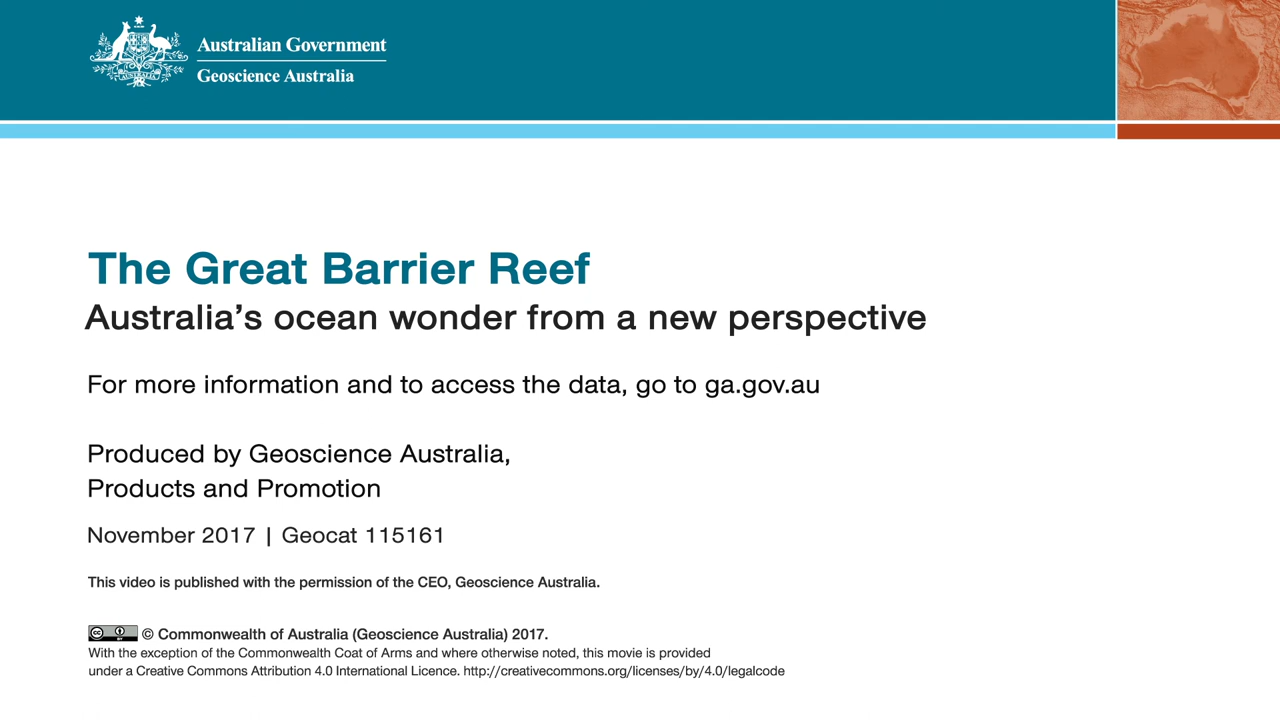 Australian Government
Geoscience Australia
The Great Barrier Reef
Australia's ocean wonder from a new perspective
For more information and to access the data, go to ga.gov.au
Produced by Geoscience Australia,
Products and Promotion
November 2017 | Geocat 115161
This video is published with the permission of the CEO, Geoscience Australia.
cc BY © Commonwealth of Australia (Geoscience Australia) 2017.
With the exception of the Commonwealth Coat of Arms and where otherwise noted, this movie is provided
under a Creative Commons Attribution 4.0 International Licence. http://creativecommons.org/licenses/by/4.0/legalcode